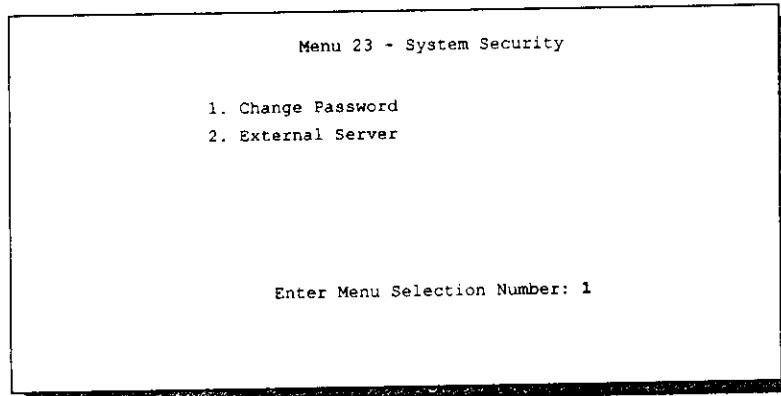 Menu 23 - System Security
1. Change Password
2. External Server
Enter Menu Selection Number: 1